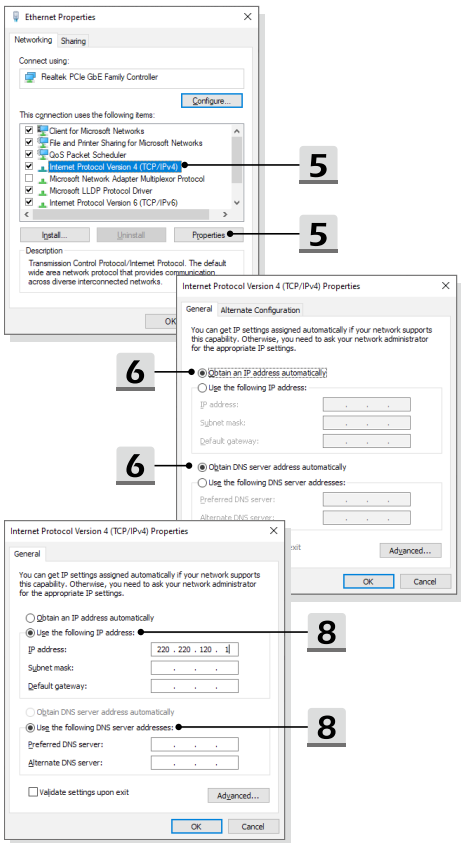 Ethernet Properties
Networking
Sharing
Connect using:
Realtek PCIe GbE Family Controller
Configure...
This connection uses the following items:
Client for Microsoft Networks
File and Printer Sharing for Microsoft Networks
QoS Packet Scheduler
Internet Protocol Version 4 (TCP/IPv4)
5
Microsoft Network Adapter Multiplexor Protocol
Microsoft LLDP Protocol Driver
Internet Protocol Version 6 (TCP/IPv6)
Install...
Uninstall
Properties
5
Description
Transmission Control Protocol/Internet Protocol. The default
wide area network protocol that provides communication
across diverse interconnected networks.
OK
Internet Protocol Version 4 (TCP/IPv4) Properties
General
Alternate Configuration
You can get IP settings assigned automatically if your network supports
this capability. Otherwise, you need to ask your network administrator
for the appropriate IP settings.
6
Obtain an IP address automatically
Use the following IP address:
IP address:
Subnet mask:
Default gateway:
6
Obtain DNS server address automatically
Use the following DNS server addresses:
Preferred DNS server:
Alternate DNS server:
exit
Advanced...
OK
Cancel
Internet Protocol Version 4 (TCP/IPv4) Properties
General
You can get IP settings assigned automatically if your network supports
this capability. Otherwise, you need to ask your network administrator
for the appropriate IP settings.
Obtain an IP address automatically
Use the following IP address:
8
IP address:
220 . 220 . 120 . 1
Subnet mask:
Default gateway:
Obtain DNS server address automatically
Use the following DNS server addresses:
8
Preferred DNS server:
Alternate DNS server:
Validate settings upon exit
Advanced...
OK
Cancel